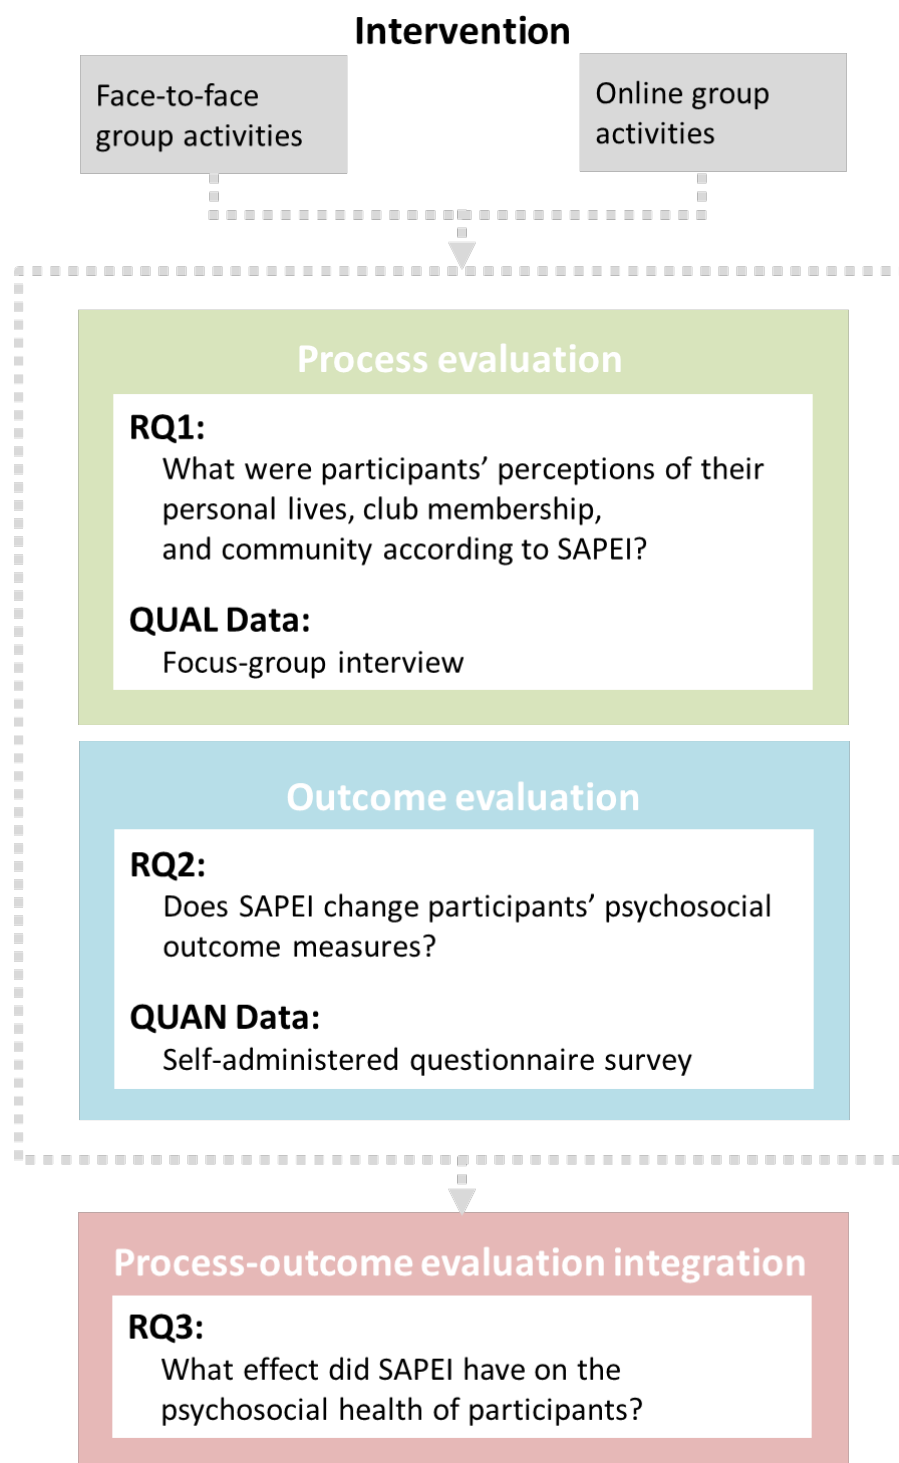 Intervention
Face-to-face
group activities
Online group
activities
Process evaluation
RQ1:
What were participants’ perceptions of their
personal lives, club membership,
and community according to SAPEI?
QUAL Data:
Focus-group interview
Outcome evaluation
RQ2:
Does SAPEI change participants’ psychosocial
outcome measures?
QUAN Data:
Self-administered questionnaire survey
Process-outcome evaluation integration
RQ3:
What effect did SAPEI have on the
psychosocial health of participants?